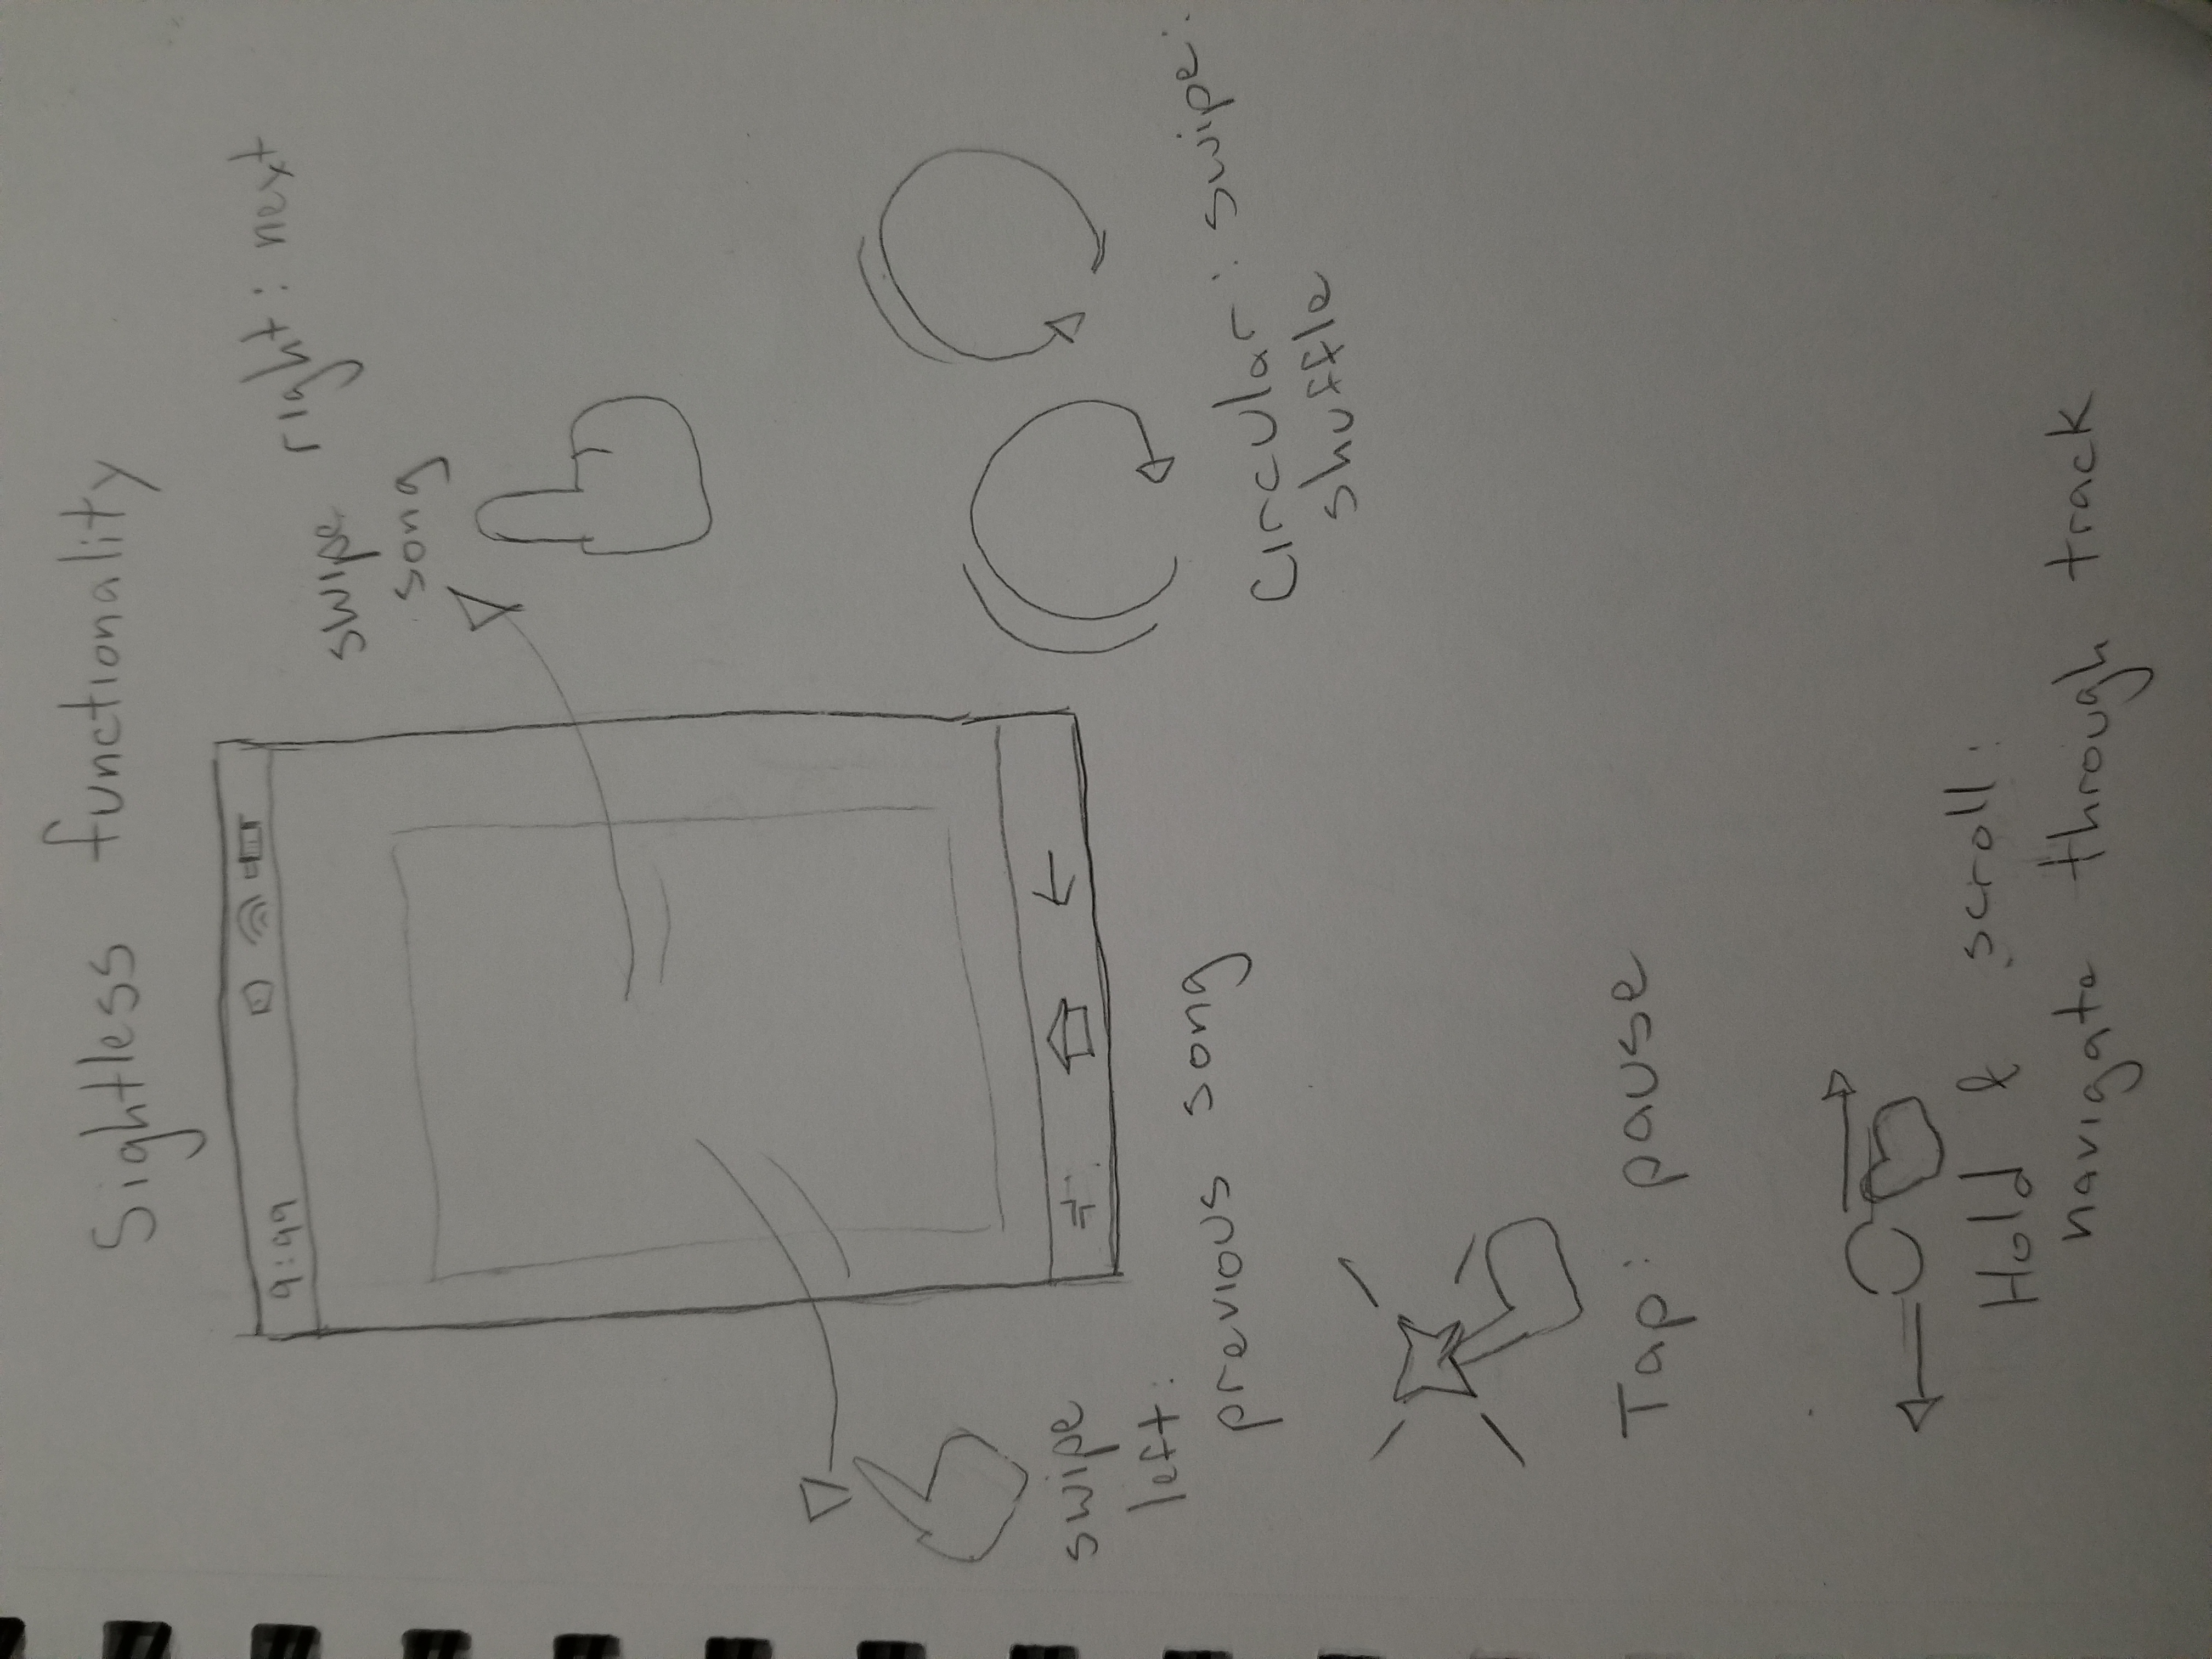 Sightless functionality
9:99
swipe right: next
song
swipe
left:
previous song
Circular: swipe:
shuffle
Tap: pause
Hold & scroll:
navigate through track